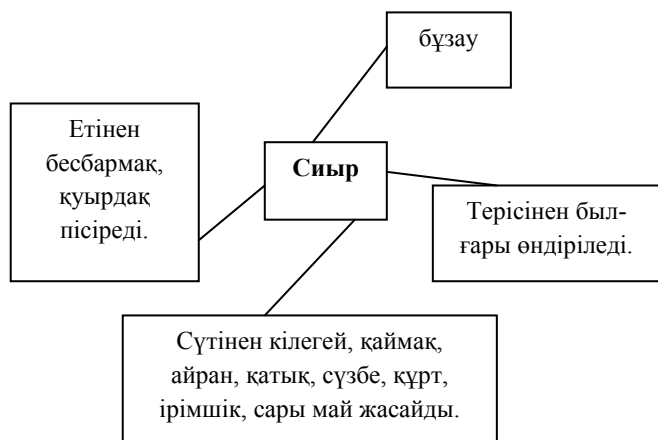 бұзау
Етінен
бесбармақ,
қуырдақ
пісіреді.
Сиыр
Терісінен был-
ғары өндіріледі.
Сүтінен кілегей, қаймақ,
айран, қатық, сүзбе, құрт,
ірімшік, сары май жасайды.